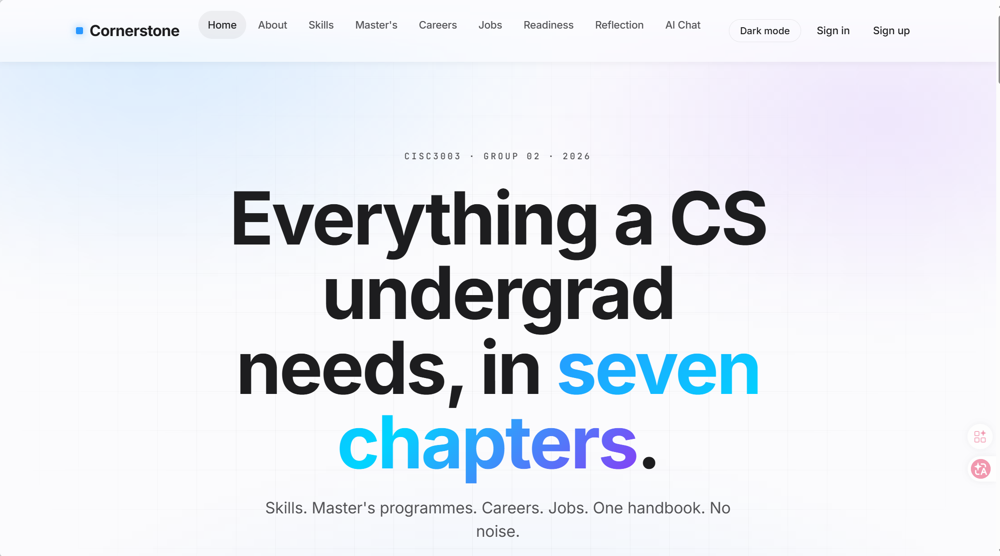 Cornerstone
Home About Skills Master's Careers Jobs Readiness Reflection AI Chat
Dark mode Sign in Sign up
CISC3003 · GROUP 02 · 2026
Everything a CS
undergrad
needs, in seven
chapters.
Skills. Master's programmes. Careers. Jobs. One handbook. No
noise.